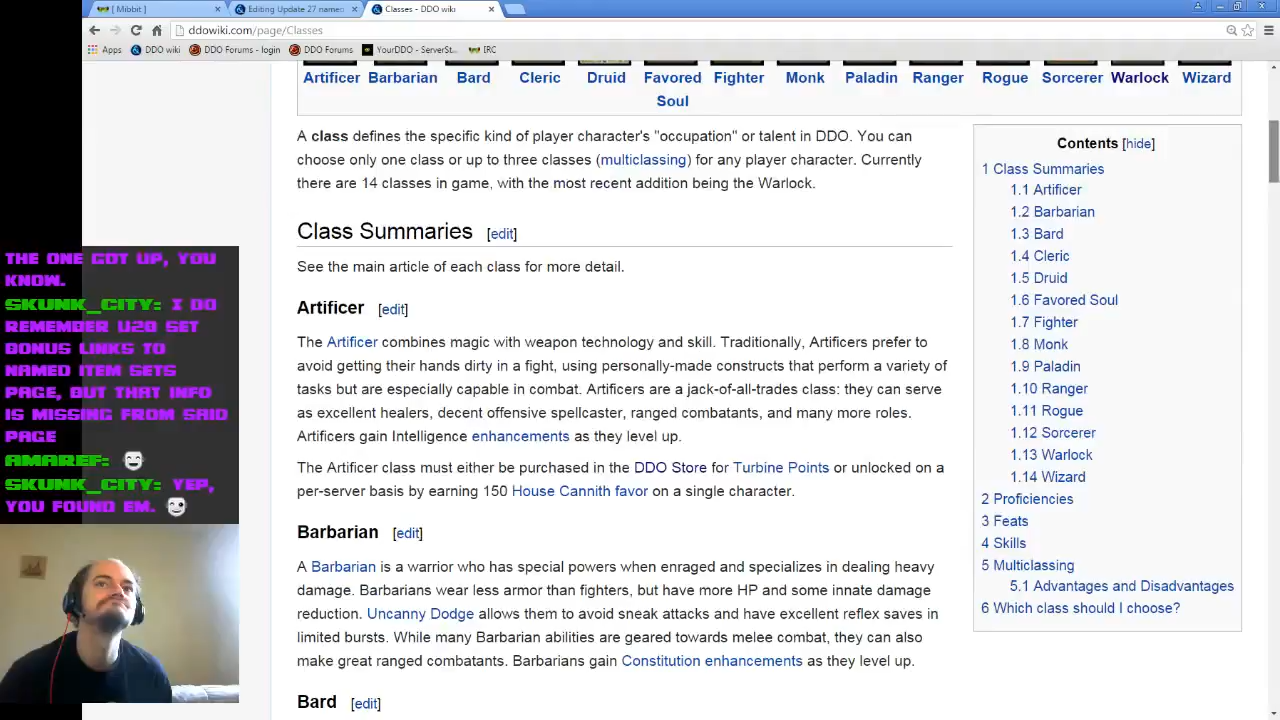 [ Mibbit ]
Editing Update 27 name
Classes - DDO wiki
ddowiki.com/page/Classes
Apps
DDO wiki
DDO Forums - login
DDO Forums
YourDDO - ServerSt...
IRC
Artificer Barbarian Bard Cleric Druid Favored Soul Fighter Monk Paladin Ranger Rogue Sorcerer Warlock Wizard
A class defines the specific kind of player character's "occupation" or talent in DDO. You can
choose only one class or up to three classes (multiclassing) for any player character. Currently
there are 14 classes in game, with the most recent addition being the Warlock.
Class Summaries [edit]
See the main article of each class for more detail.
Artificer [edit]
The Artificer combines magic with weapon technology and skill. Traditionally, Artificers prefer to
avoid getting their hands dirty in a fight, using personally-made constructs that perform a variety of
tasks but are especially capable in combat. Artificers are a jack-of-all-trades class: they can serve
as excellent healers, decent offensive spellcaster, ranged combatants, and many more roles.
Artificers gain Intelligence enhancements as they level up.
The Artificer class must either be purchased in the DDO Store for Turbine Points or unlocked on a
per-server basis by earning 150 House Cannith favor on a single character.
Barbarian [edit]
A Barbarian is a warrior who has special powers when enraged and specializes in dealing heavy
damage. Barbarians wear less armor than fighters, but have more HP and some innate damage
reduction. Uncanny Dodge allows them to avoid sneak attacks and have excellent reflex saves in
limited bursts. While many Barbarian abilities are geared towards melee combat, they can also
make great ranged combatants. Barbarians gain Constitution enhancements as they level up.
Bard [edit]
Contents [hide]
1 Class Summaries
1.1 Artificer
1.2 Barbarian
1.3 Bard
1.4 Cleric
1.5 Druid
1.6 Favored Soul
1.7 Fighter
1.8 Monk
1.9 Paladin
1.10 Ranger
1.11 Rogue
1.12 Sorcerer
1.13 Warlock
1.14 Wizard
2 Proficiencies
3 Feats
4 Skills
5 Multiclassing
5.1 Advantages and Disadvantages
6 Which class should I choose?
THE ONE GOT UP, YOU
KNOW.
SKUNK_CITY: I DO
REMEMBER U20 SET
BONUS LINKS TO
NAMED ITEM SETS
PAGE, BUT THAT INFO
IS MISSING FROM SAID
PAGE
AMAREF:
SKUNK_CITY: YEP,
YOU FOUND EM.